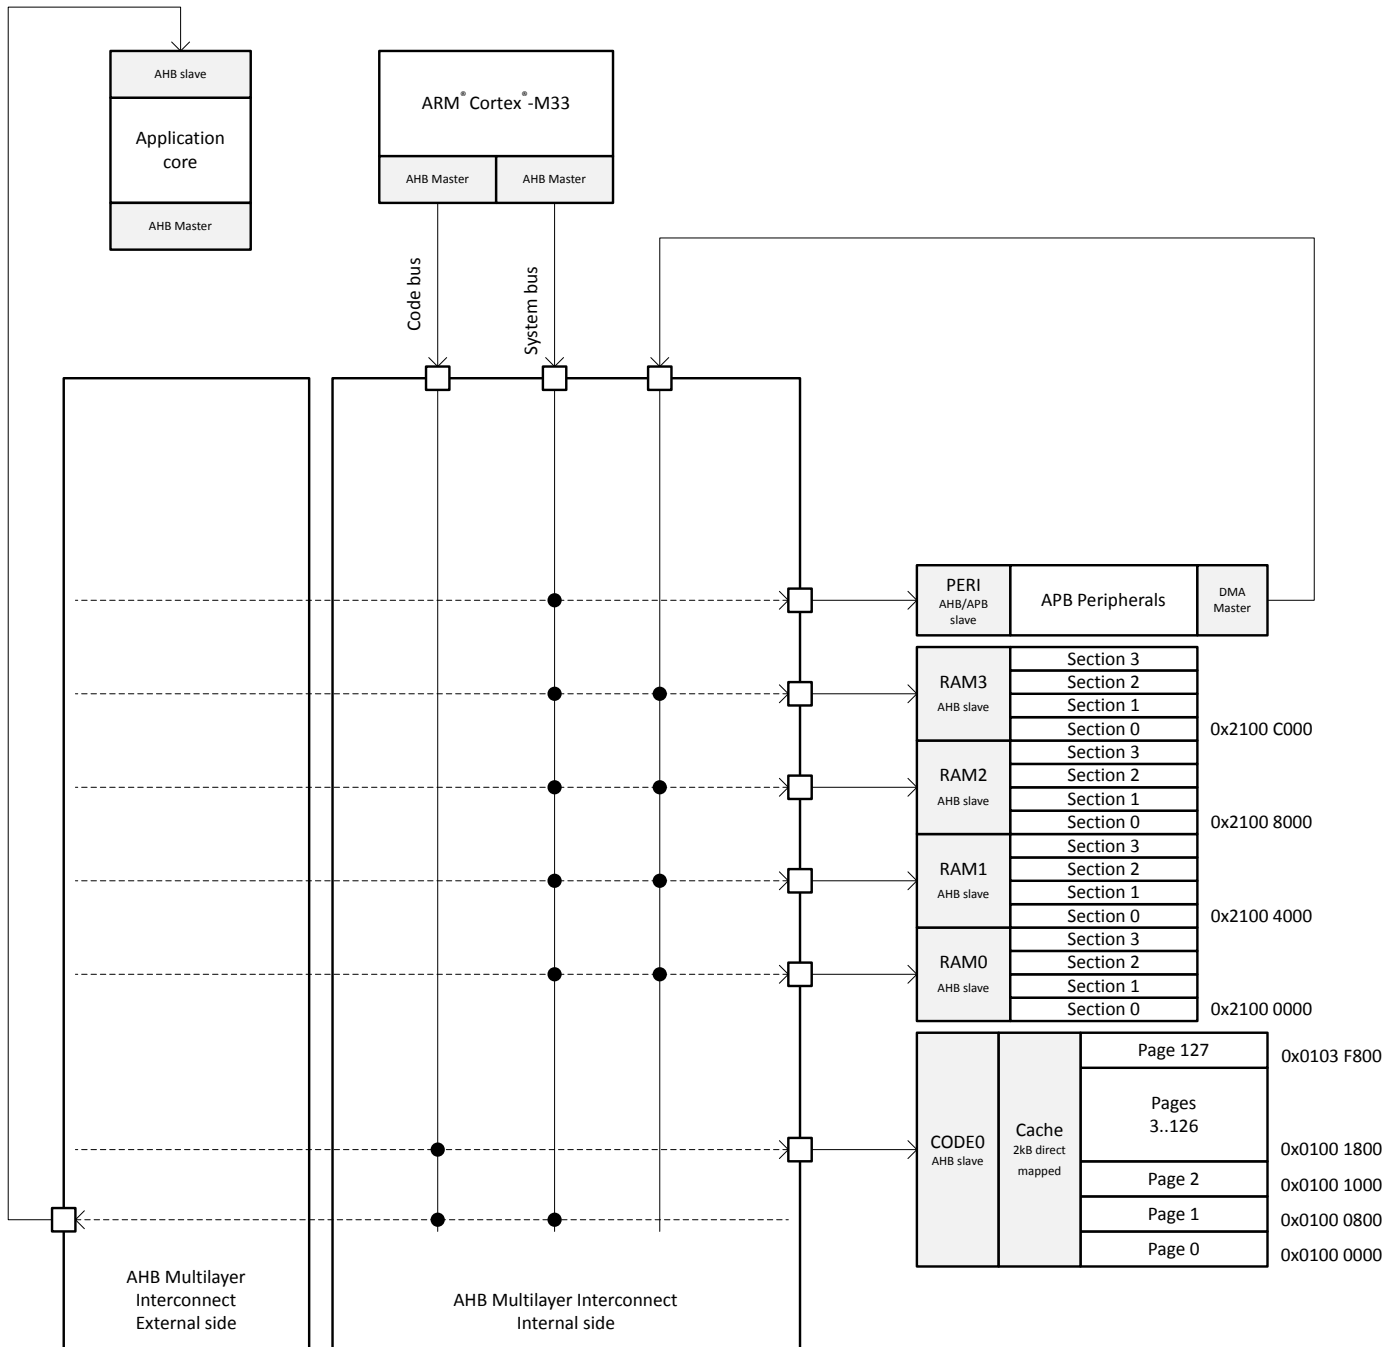 AHB slave
Application
core
AHB Master
ARM® Cortex®-M33
AHB Master
AHB Master
Code bus
System bus
PERI
AHB/APB
slave
APB Peripherals
DMA
Master
RAM3
AHB slave
Section 3
Section 2
Section 1
Section 0
0x2100 C000
RAM2
AHB slave
Section 3
Section 2
Section 1
Section 0
0x2100 8000
RAM1
AHB slave
Section 3
Section 2
Section 1
Section 0
0x2100 4000
RAM0
AHB slave
Section 3
Section 2
Section 1
Section 0
0x2100 0000
CODE0
AHB slave
Cache
2kB direct
mapped
Page 127
0x0103 F800
Pages
3..126
0x0100 1800
Page 2
0x0100 1000
Page 1
0x0100 0800
Page 0
0x0100 0000
AHB Multilayer
Interconnect
External side
AHB Multilayer Interconnect
Internal side